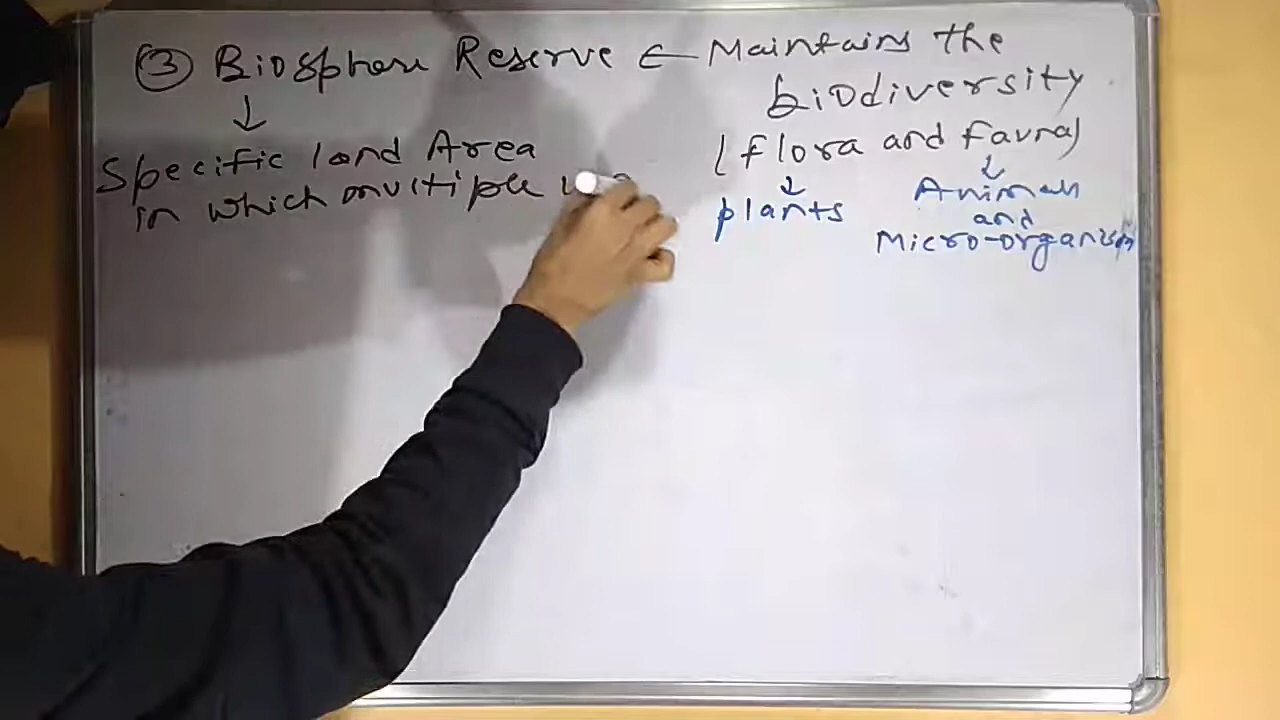 ③ Biosphere Reserve ← Maintains the
biodiversity
(flora and fauna)
↓
Specific land Area
in which multiple
↓
plants
↓
Animals
and
Micro-organism